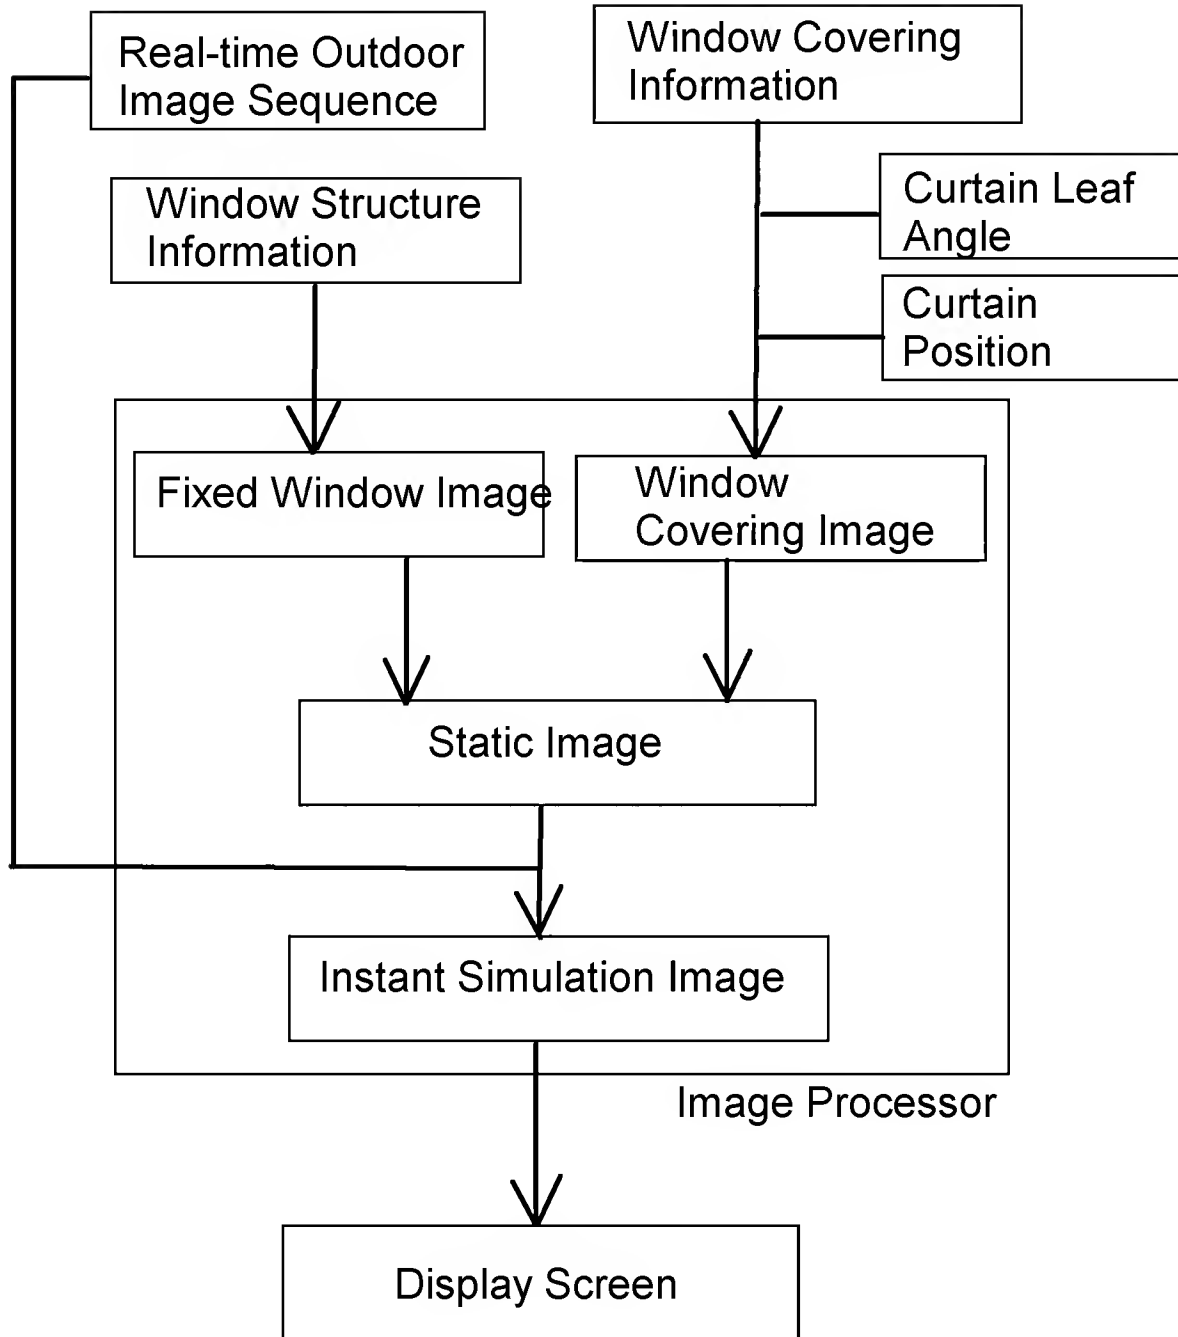 Real-time Outdoor
Image Sequence
Window Covering
Information
Curtain Leaf
Angle
Window Structure
Information
Curtain
Position
Fixed Window Image
Window
Covering Image
Static Image
Instant Simulation Image
Image Processor
Display Screen